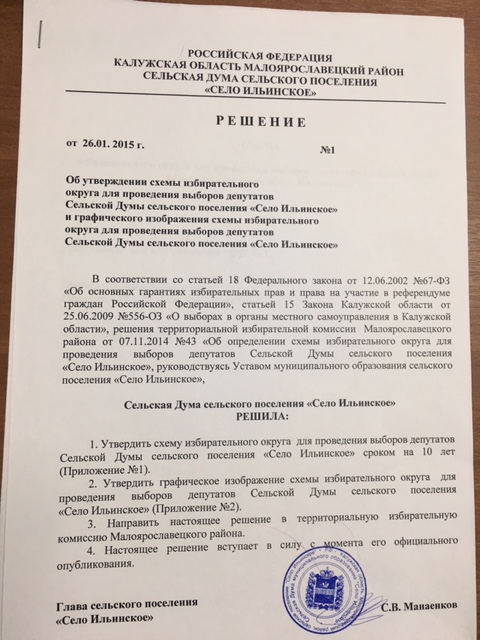 РОССИЙСКАЯ ФЕДЕРАЦИЯ
КАЛУЖСКАЯ ОБЛАСТЬ МАЛОЯРОСЛАВЕЦКИЙ РАЙОН
СЕЛЬСКАЯ ДУМА СЕЛЬСКОГО ПОСЕЛЕНИЯ
«СЕЛО ИЛЬИНСКОЕ»
Р Е Ш Е Н И Е
от 26.01. 2015 г.
№1
Об утверждении схемы избирательного
округа для проведения выборов депутатов
Сельской Думы сельского поселения «Село Ильинское»
и графического изображения схемы избирательного
округа для проведения выборов депутатов
Сельской Думы сельского поселения «Село Ильинское»
В соответствии со статьей 18 Федерального закона от 12.06.2002 №67-ФЗ
«Об основных гарантиях избирательных прав и права на участие в референдуме
граждан Российской Федерации», статьей 15 Закона Калужской области от
25.06.2009 №556-ОЗ «О выборах в органы местного самоуправления в Калужской
области», решения территориальной избирательной комиссии Малоярославецкого
района от 07.11.2014 №43 «Об определении схемы избирательного округа для
проведения выборов депутатов Сельской Думы сельского поселения
«Село Ильинское», руководствуясь Уставом муниципального образования сельского
поселения «Село Ильинское»,
Сельская Дума сельского поселения «Село Ильинское»
РЕШИЛА:
1. Утвердить схему избирательного округа для проведения выборов депутатов
Сельской Думы сельского поселения «Село Ильинское» сроком на 10 лет
(Приложение №1).
2. Утвердить графическое изображение схемы избирательного округа для
проведения выборов депутатов Сельской Думы сельского поселения
«Село Ильинское» (Приложение №2).
3. Направить настоящее решение в территориальную избирательную
комиссию Малоярославецкого района.
4. Настоящее решение вступает в силу с момента его официального
опубликования.
Глава сельского поселения
«Село Ильинское»
С.В. Манаенков